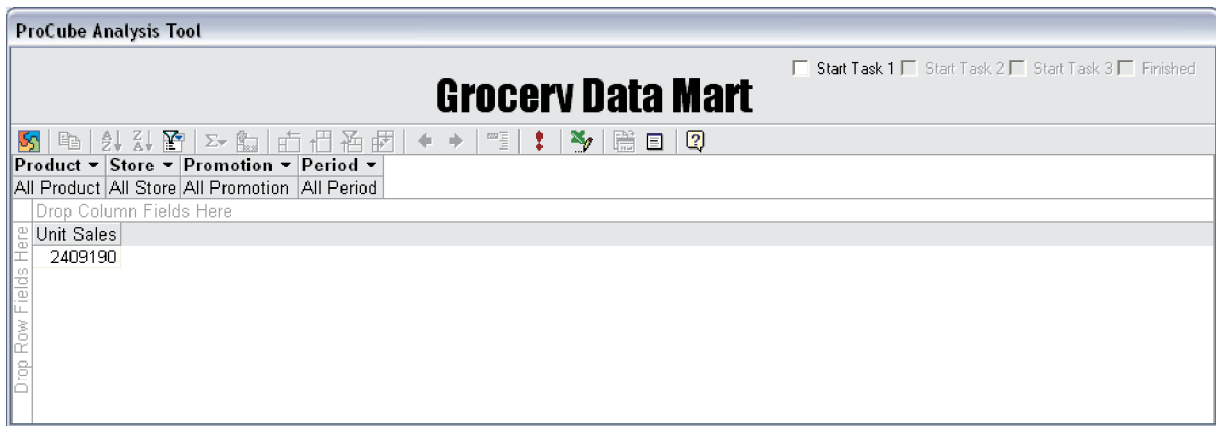 ProCube Analysis Tool
Start Task 1 Start Task 2 Start Task 3 Finished
Grocery Data Mart
Product Store Promotion Period
All Product All Store All Promotion All Period
Drop Column Fields Here
Drop Row Fields Here
Unit Sales
2409190